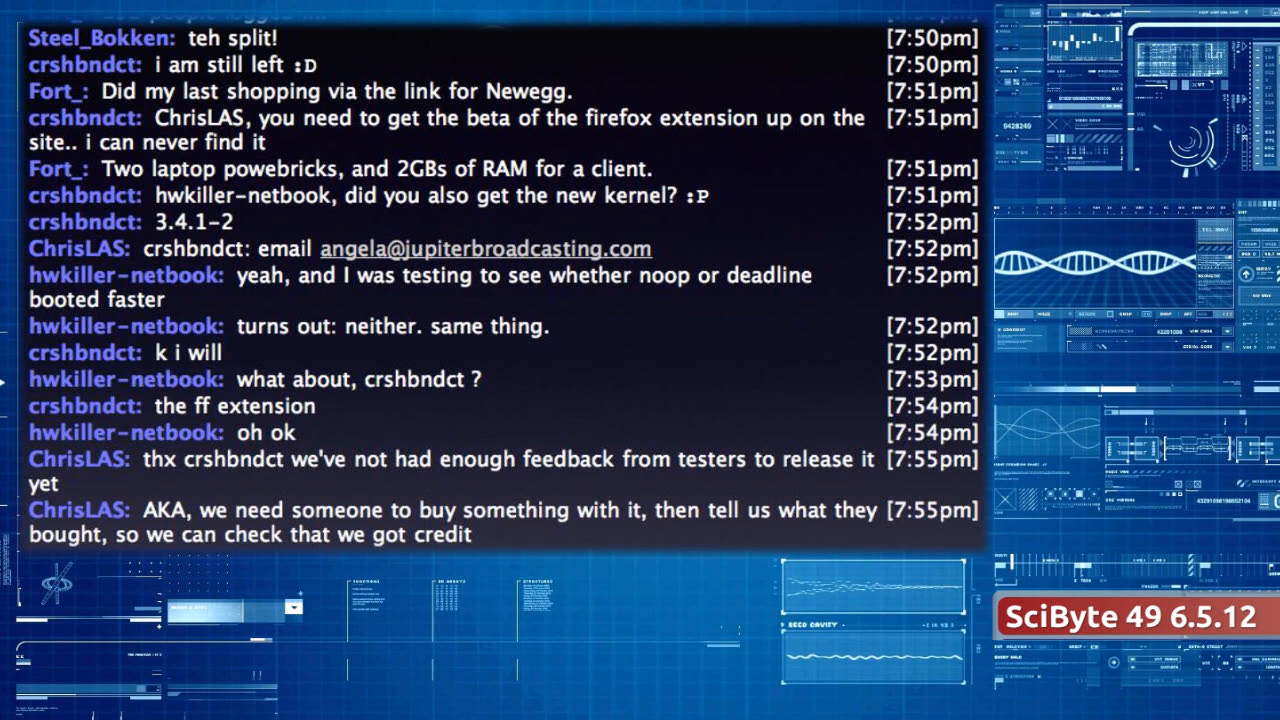 Steel_Bokken: teh split! [7:50pm]
crshbndct: i am still left :D [7:50pm]
Fort_: Did my last shopping via the link for Newegg. [7:51pm]
crshbndct: ChrisLAS, you need to get the beta of the firefox extension up on the [7:51pm]
site.. i can never find it
Fort_: Two laptop powebricks, and 2GBs of RAM for a client. [7:51pm]
crshbndct: hwkiller-netbook, did you also get the new kernel? :P [7:51pm]
crshbndct: 3.4.1-2 [7:52pm]
ChrisLAS: crshbndct: email angela@jupiterbroadcasting.com [7:52pm]
hwkiller-netbook: yeah, and I was testing to see whether noop or deadline [7:52pm]
booted faster
hwkiller-netbook: turns out: neither. same thing. [7:52pm]
crshbndct: k i will [7:52pm]
hwkiller-netbook: what about, crshbndct ? [7:53pm]
crshbndct: the ff extension [7:54pm]
hwkiller-netbook: oh ok [7:54pm]
ChrisLAS: thx crshbndct we've not had enough feedback from testers to release it [7:55pm]
yet
ChrisLAS: AKA, we need someone to buy something with it, then tell us what they [7:55pm]
bought, so we can check that we got credit
9428249
SciByte 49 6.5.12